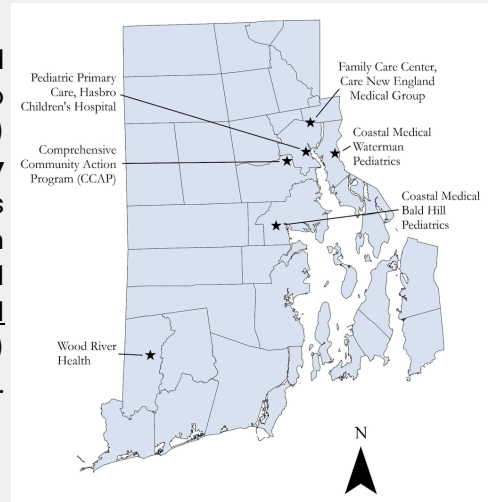 Pediatric Primary
Care, Hasbro
Children's Hospital
Family Care Center,
Care New England
Medical Group
Comprehensive
Community Action
Program (CCAP)
Coastal Medical
Waterman
Pediatrics
Coastal Medical
Bald Hill
Pediatrics
Wood River
Health
N